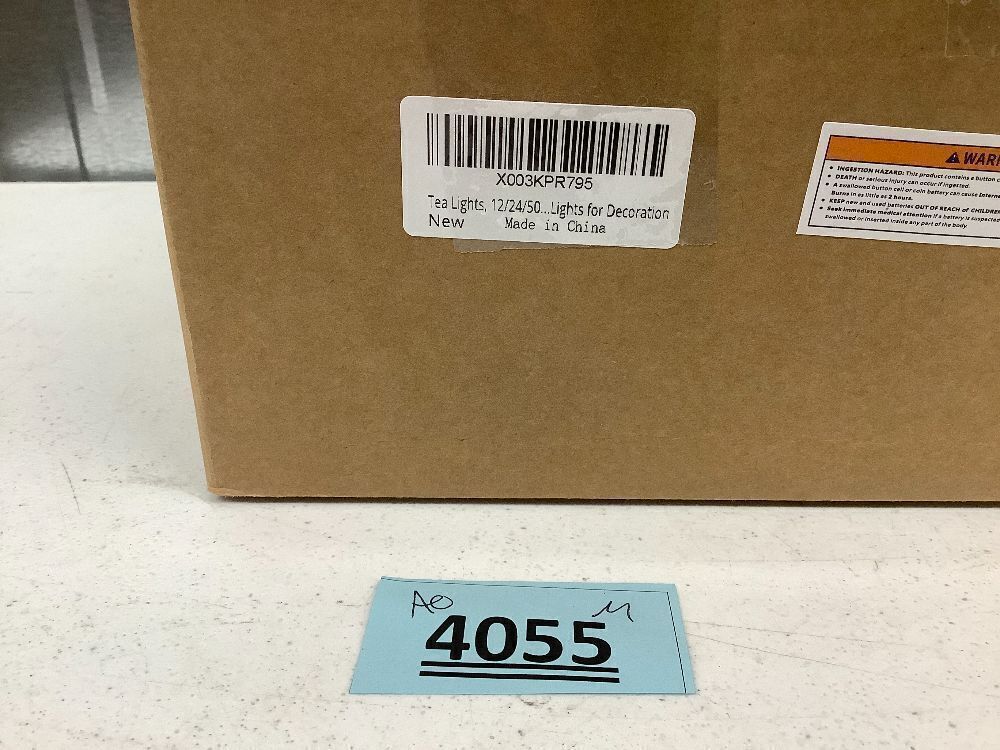 X003KPR795
Tea Lights, 12/24/50...Lights for Decoration
New Made in China
⚠ WARN
• INGESTION HAZARD: This product contains a button c
• DEATH or serious injury can occur if ingested.
• A swallowed button cell or coin battery can cause Intern
Burns in as little as 2 hours.
• KEEP new and used batteries OUT OF REACH of CHILDRE
• Seek immediate medical attention if a battery is suspected
swallowed or inserted inside any part of the body.
AO
4055